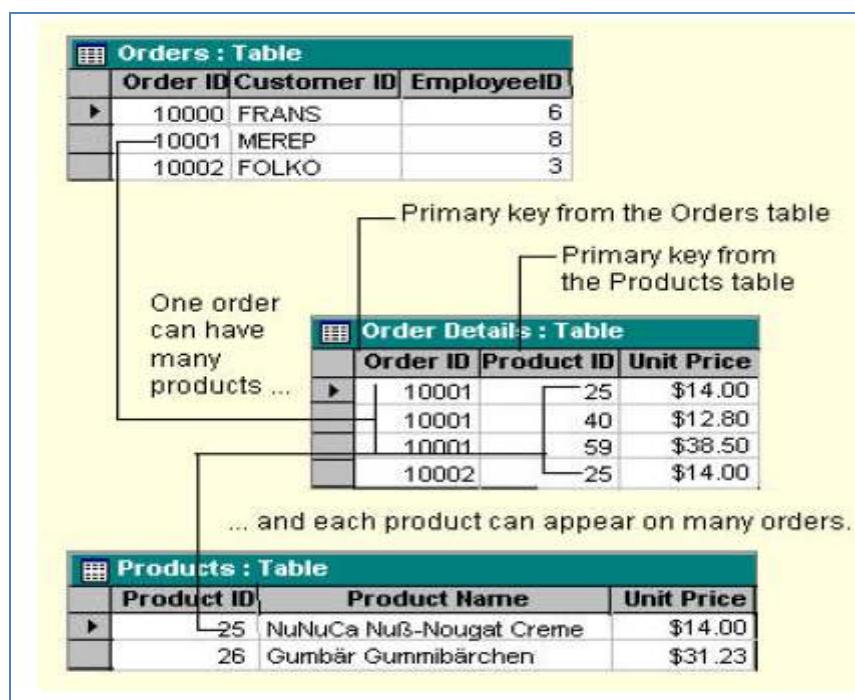 Orders : Table
Order ID Customer ID EmployeeID
10000 FRANS 6
10001 MEREP 8
10002 FOLKO 3
Primary key from the Orders table
Primary key from
the Products table
One order
can have
many
products ...
Order Details : Table
Order ID Product ID Unit Price
10001 25 $14.00
10001 40 $12.80
10001 59 $38.50
10002 25 $14.00
... and each product can appear on many orders.
Products : Table
Product ID Product Name Unit Price
25 NuNuCa Nuß-Nougat Creme $14.00
26 Gumbär Gummibärchen $31.23